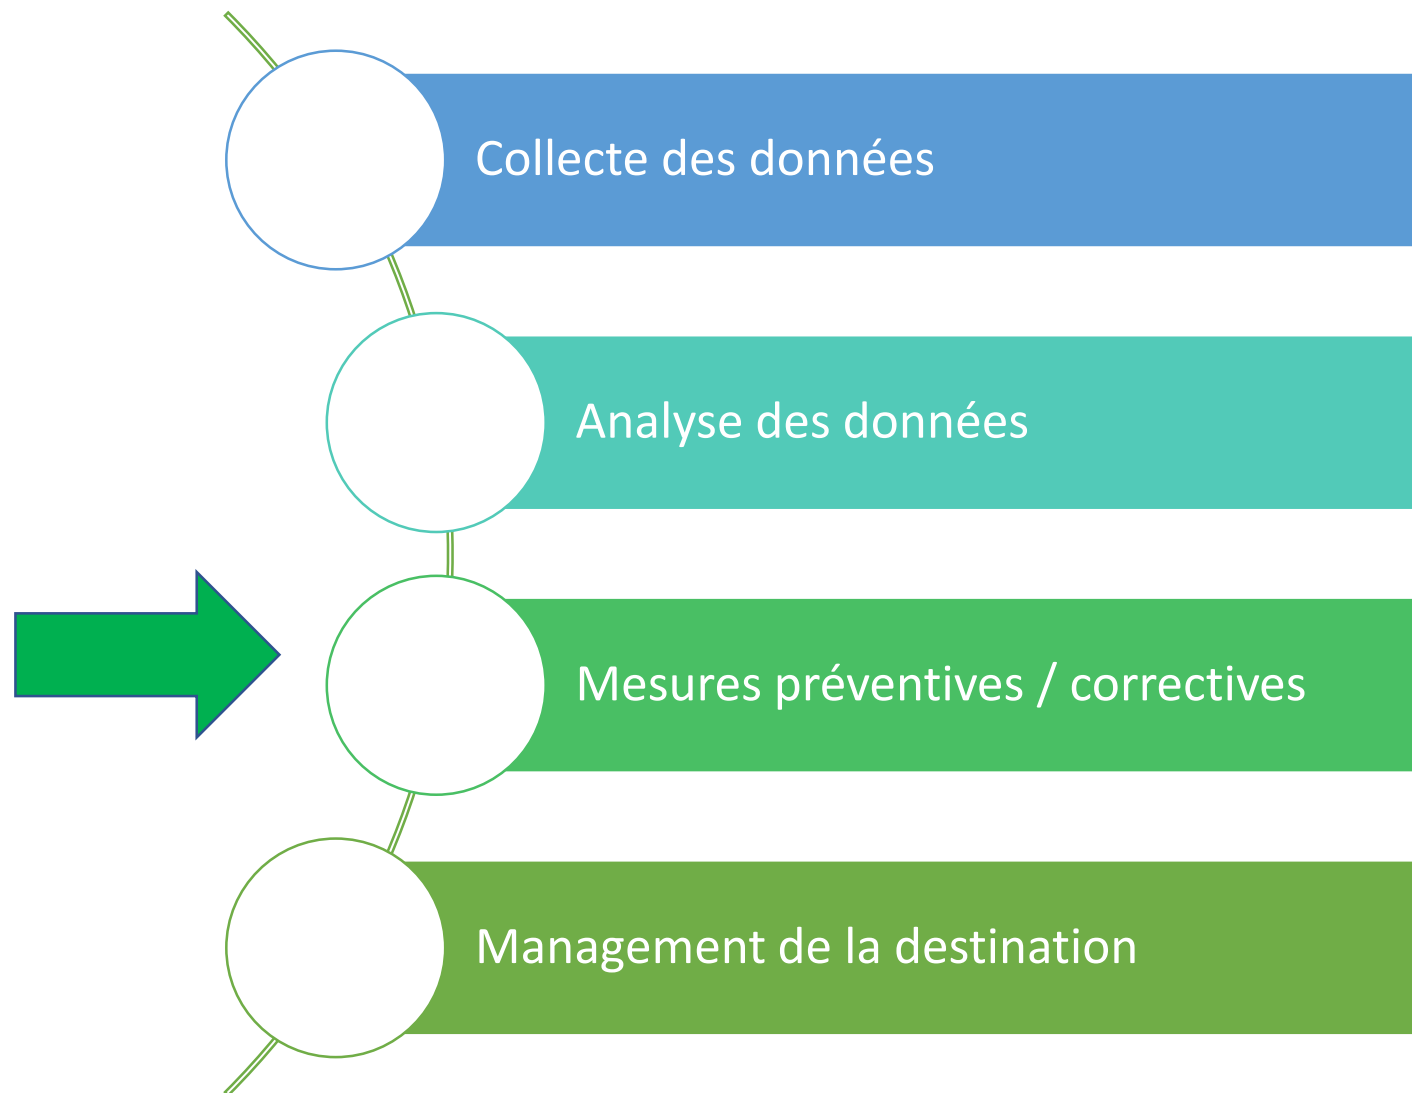 Collecte des données
Analyse des données
Mesures préventives / correctives
Management de la destination